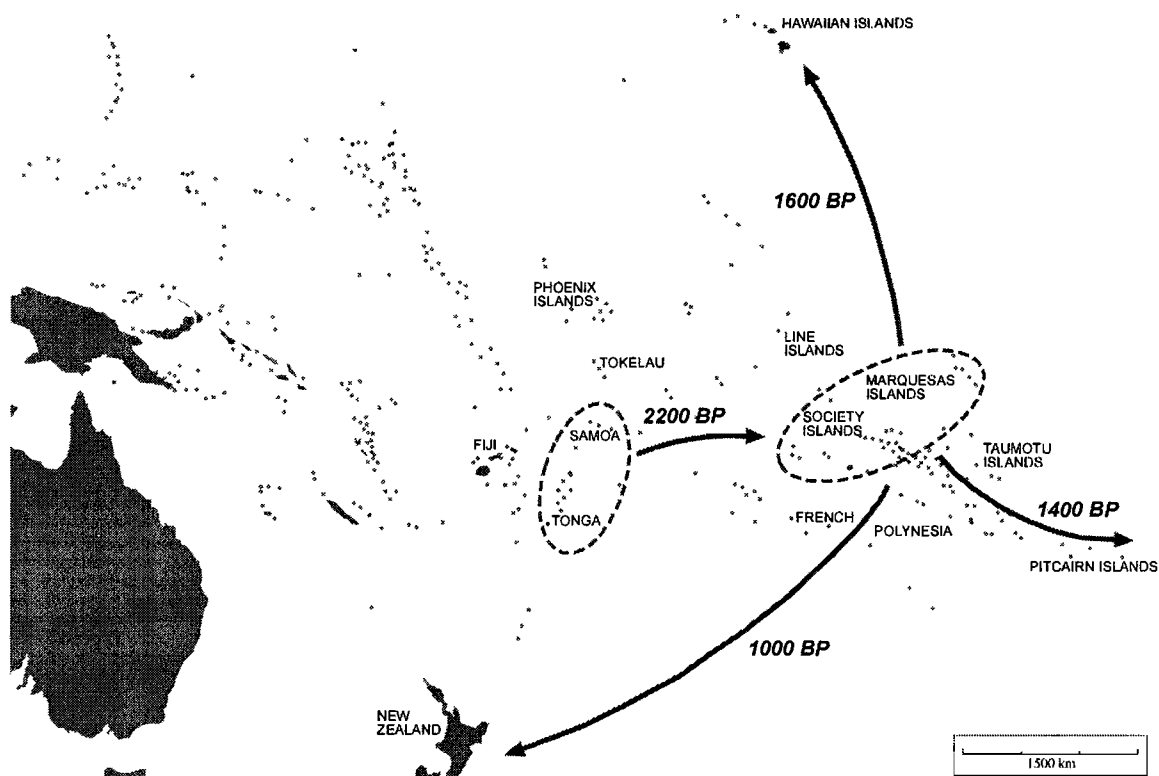 HAWAIIAN ISLANDS
1600 BP
PHOENIX
ISLANDS
LINE
ISLANDS
TOKELAU
MARQUESAS
ISLANDS
2200 BP
SOCIETY
ISLANDS
SAMOA
FIJI
TAUMOTU
ISLANDS
TONGA
FRENCH
POLYNESIA
1400 BP
PITCAIRN ISLANDS
1000 BP
NEW
ZEALAND
1500 km